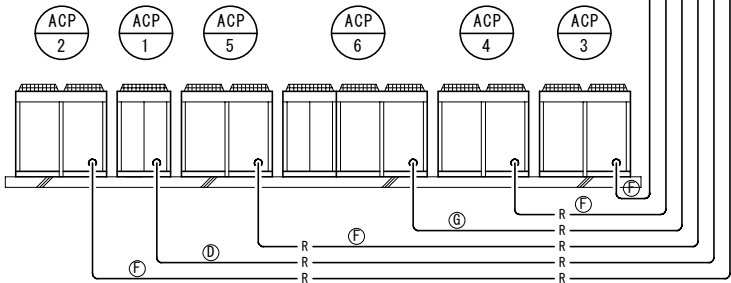 ACP ACP ACP ACP ACP ACP
2 1 5 6 4 3
F
R F
G R
F R R
D R R
F R R